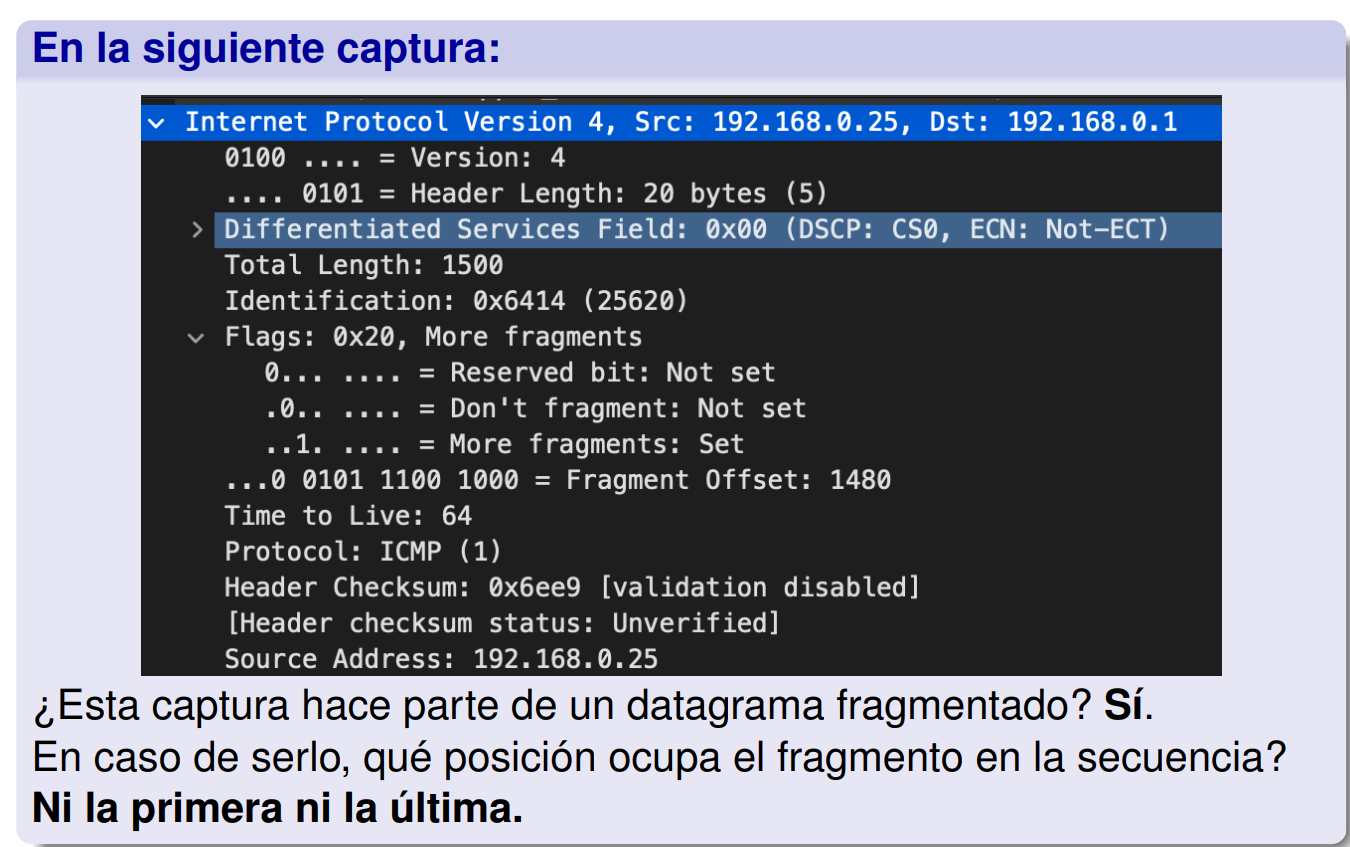 En la siguiente captura:
Internet Protocol Version 4, Src: 192.168.0.25, Dst: 192.168.0.1
0100 .... = Version: 4
.... 0101 = Header Length: 20 bytes (5)
Differentiated Services Field: 0x00 (DSCP: CS0, ECN: Not-ECT)
Total Length: 1500
Identification: 0x6414 (25620)
Flags: 0x20, More fragments
0... .... = Reserved bit: Not set
.0.. .... = Don't fragment: Not set
..1. .... = More fragments: Set
...0 0101 1100 1000 = Fragment Offset: 1480
Time to Live: 64
Protocol: ICMP (1)
Header Checksum: 0x6ee9 [validation disabled]
[Header checksum status: Unverified]
Source Address: 192.168.0.25
¿Esta captura hace parte de un datagrama fragmentado? Sí.
En caso de serlo, qué posición ocupa el fragmento en la secuencia?
Ni la primera ni la última.